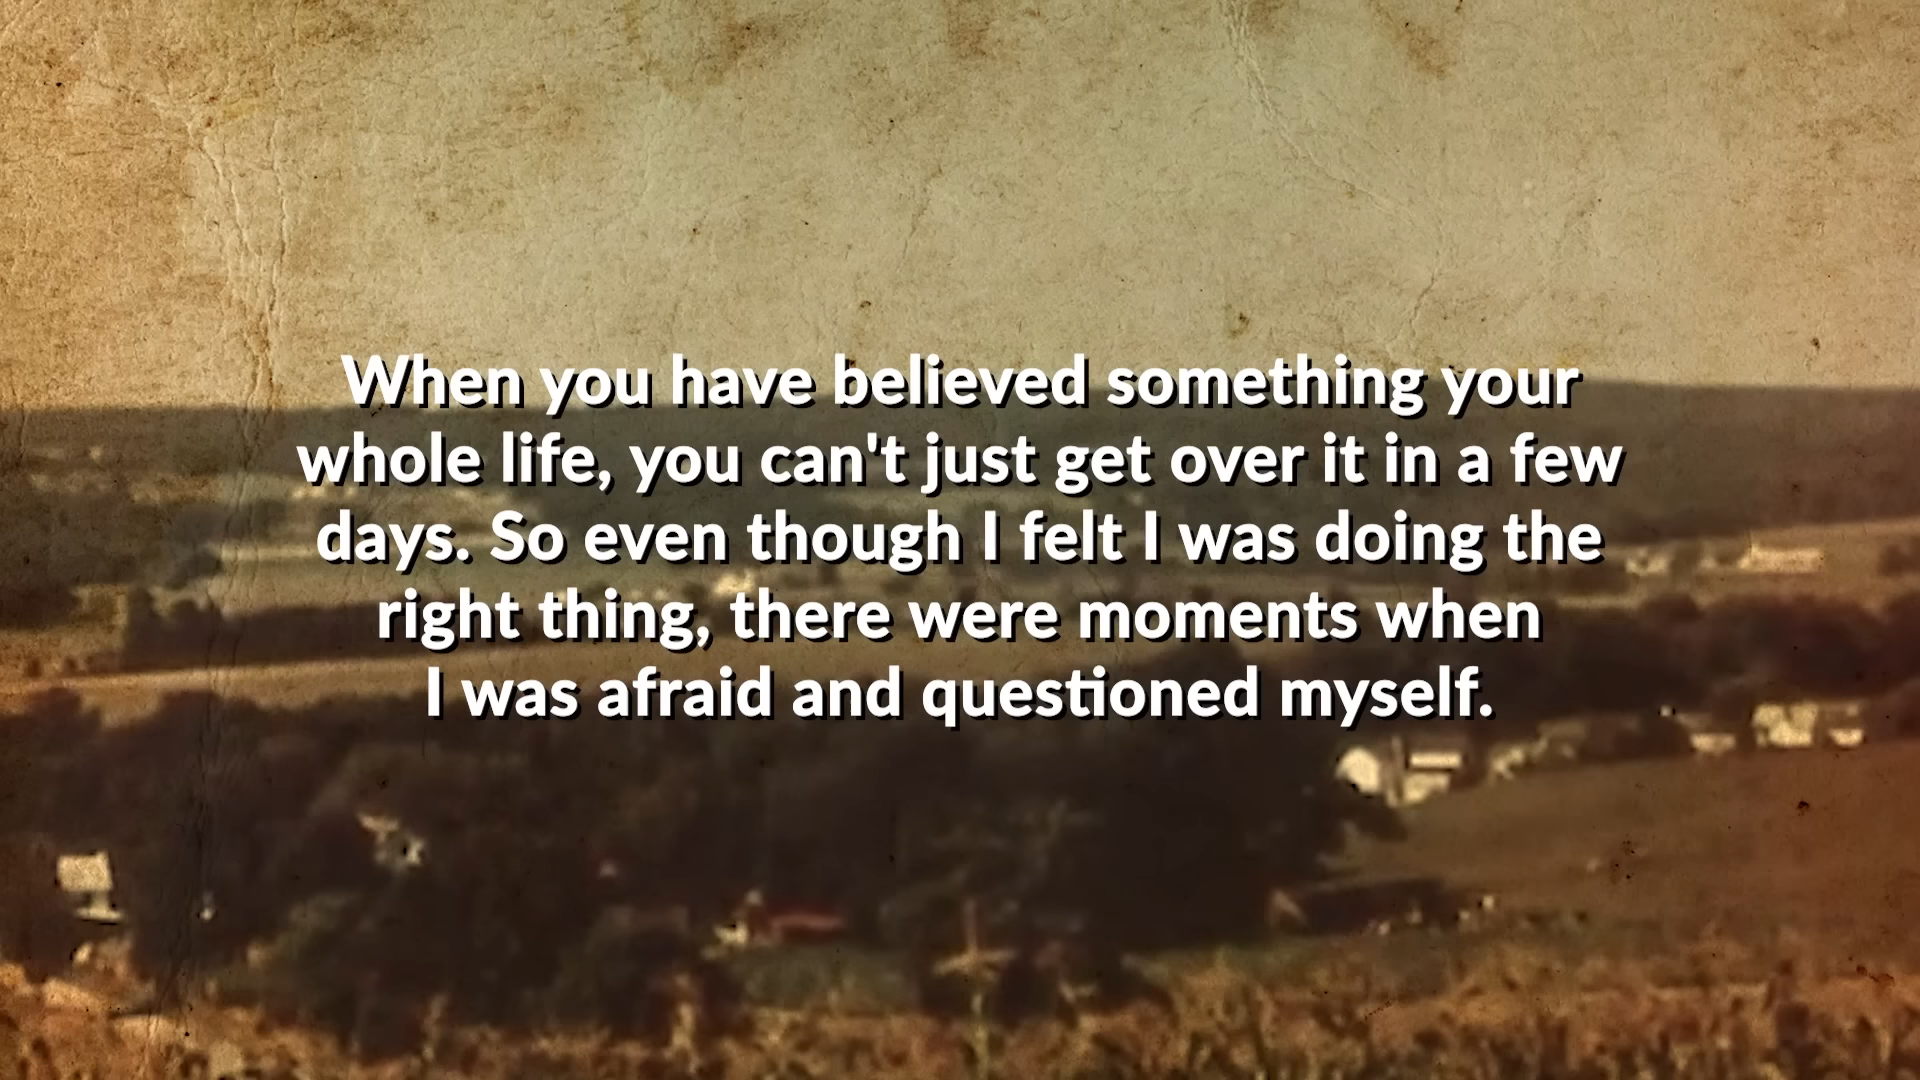 When you have believed something your
whole life, you can't just get over it in a few
days. So even though I felt I was doing the
right thing, there were moments when
I was afraid and questioned myself.